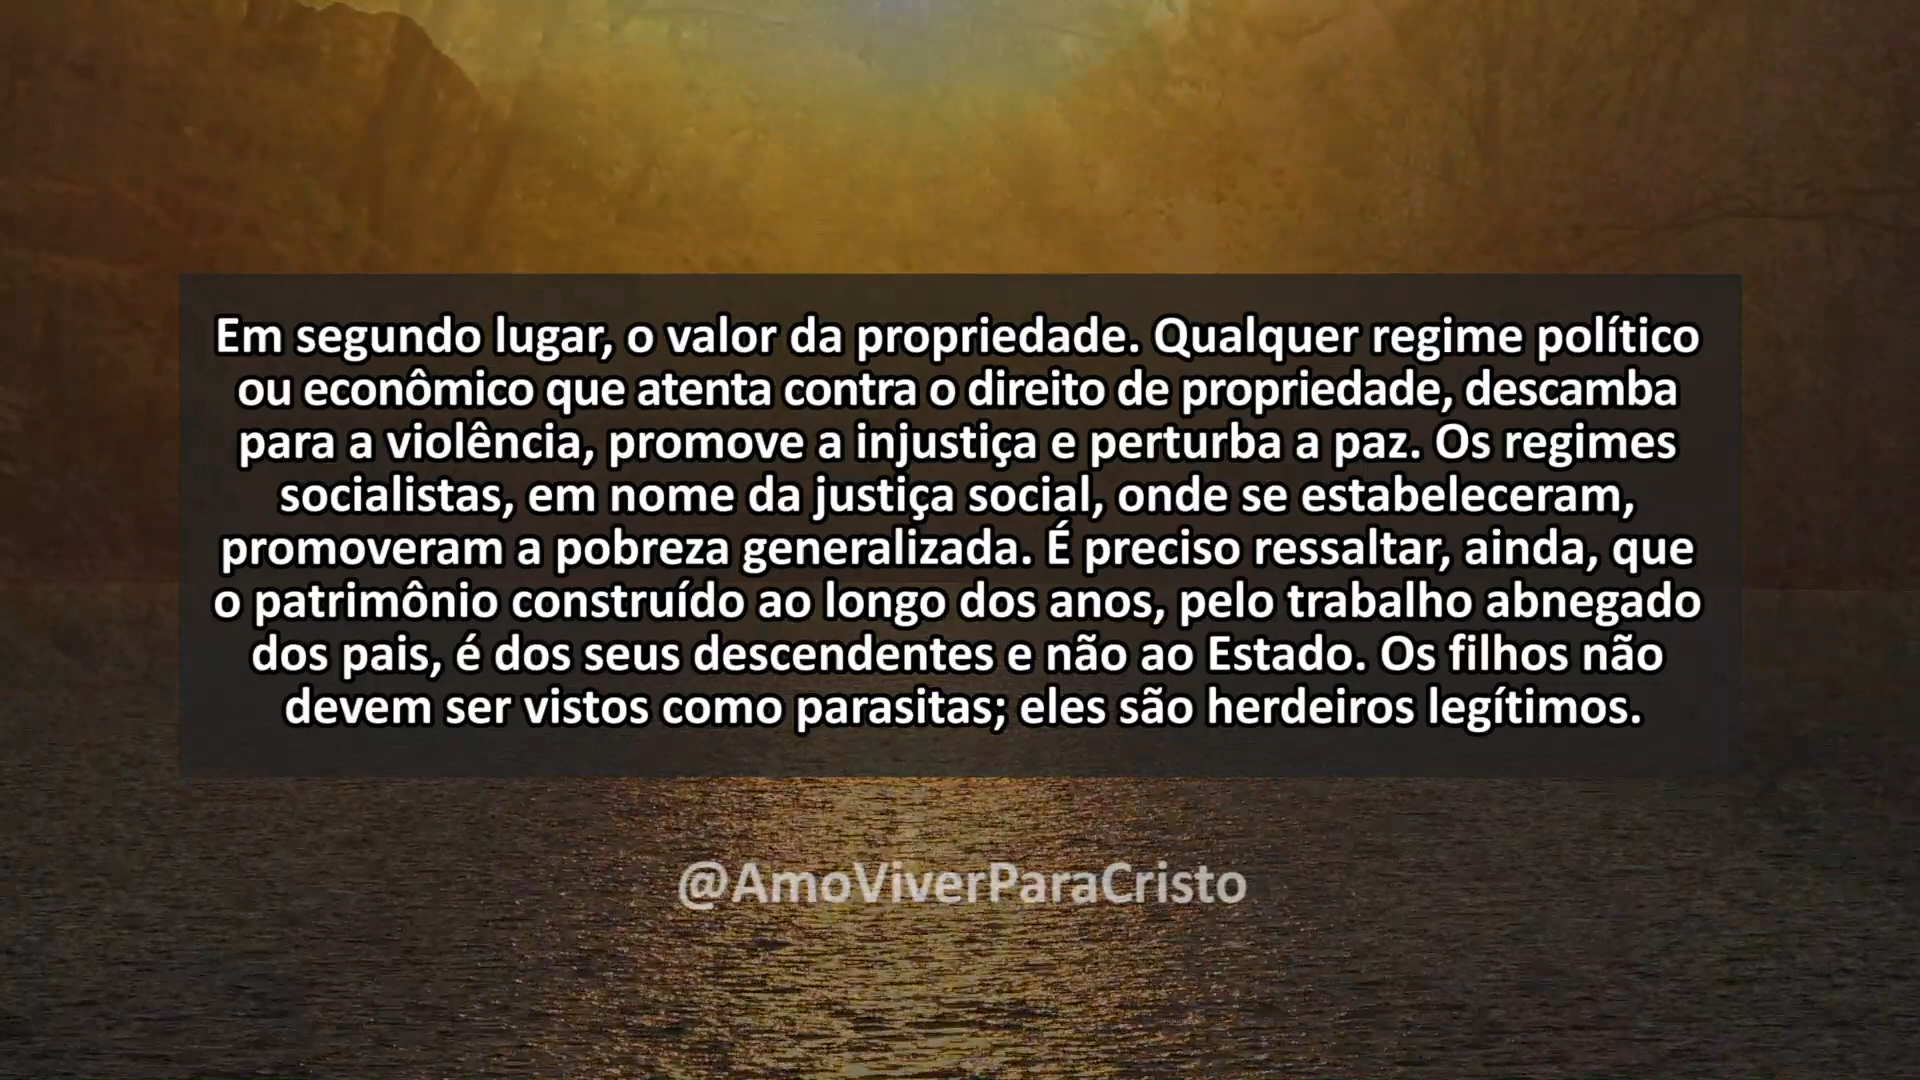 Em segundo lugar, o valor da propriedade. Qualquer regime político
ou econômico que atenta contra o direito de propriedade, descamba
para a violência, promove a injustiça e perturba a paz. Os regimes
socialistas, em nome da justiça social, onde se estabeleceram,
promoveram a pobreza generalizada. É preciso ressaltar, ainda, que
o patrimônio construído ao longo dos anos, pelo trabalho abnegado
dos pais, é dos seus descendentes e não ao Estado. Os filhos não
devem ser vistos como parasitas; eles são herdeiros legítimos.
@AmoViverParaCristo